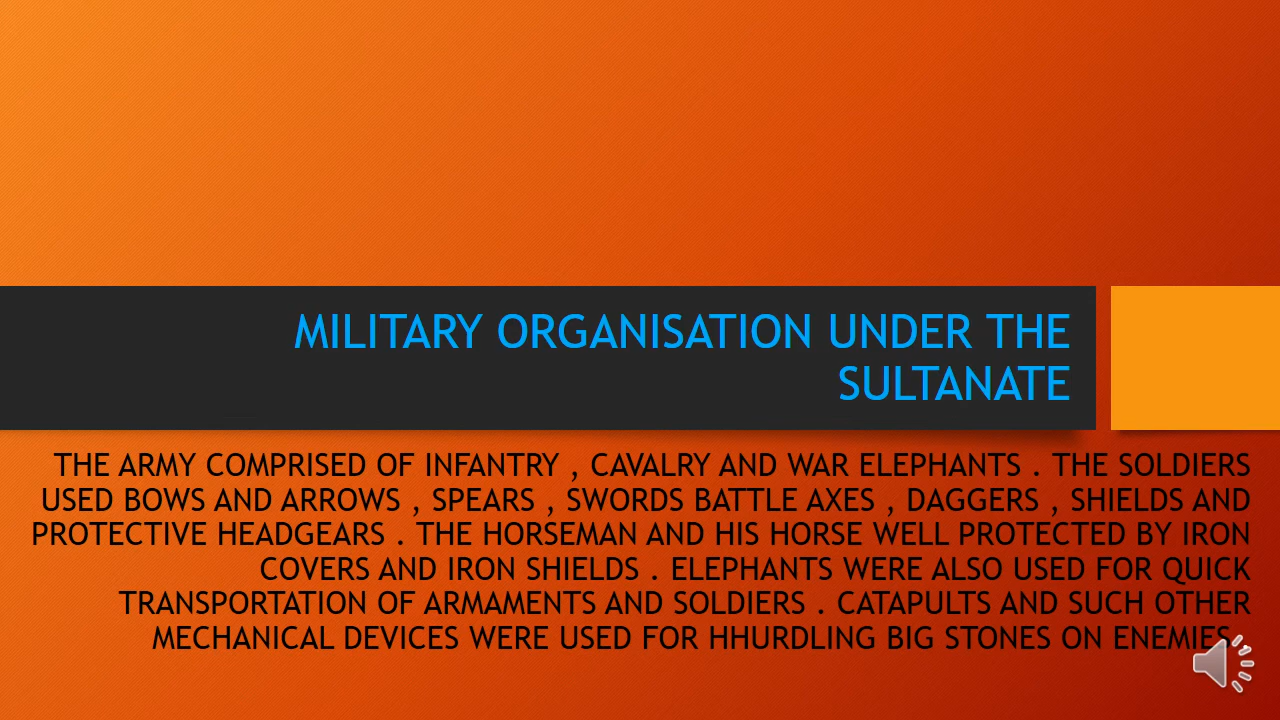 MILITARY ORGANISATION UNDER THE
SULTANATE
THE ARMY COMPRISED OF INFANTRY , CAVALRY AND WAR ELEPHANTS . THE SOLDIERS
USED BOWS AND ARROWS , SPEARS , SWORDS BATTLE AXES , DAGGERS , SHIELDS AND
PROTECTIVE HEADGEARS . THE HORSEMAN AND HIS HORSE WELL PROTECTED BY IRON
COVERS AND IRON SHIELDS . ELEPHANTS WERE ALSO USED FOR QUICK
TRANSPORTATION OF ARMAMENTS AND SOLDIERS . CATAPULTS AND SUCH OTHER
MECHANICAL DEVICES WERE USED FOR HHURDLING BIG STONES ON ENEMIES .